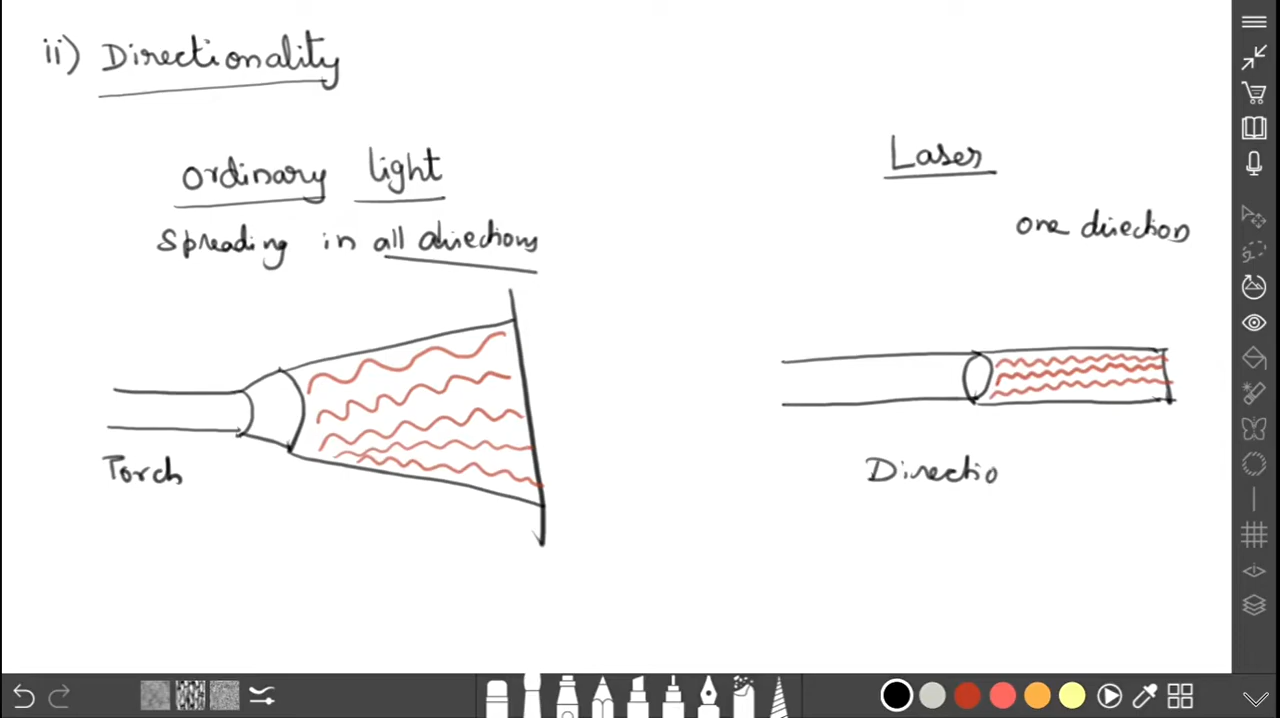 ii) Directionality
Ordinary light
Spreading in all directions
Torch
Laser
one direction
Directio